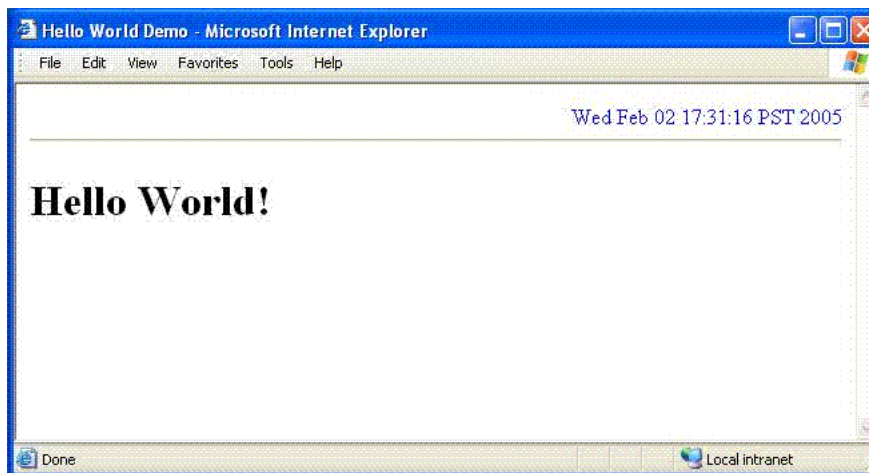 Hello World Demo - Microsoft Internet Explorer
File Edit View Favorites Tools Help
Wed Feb 02 17:31:16 PST 2005
Hello World!
Done Local intranet